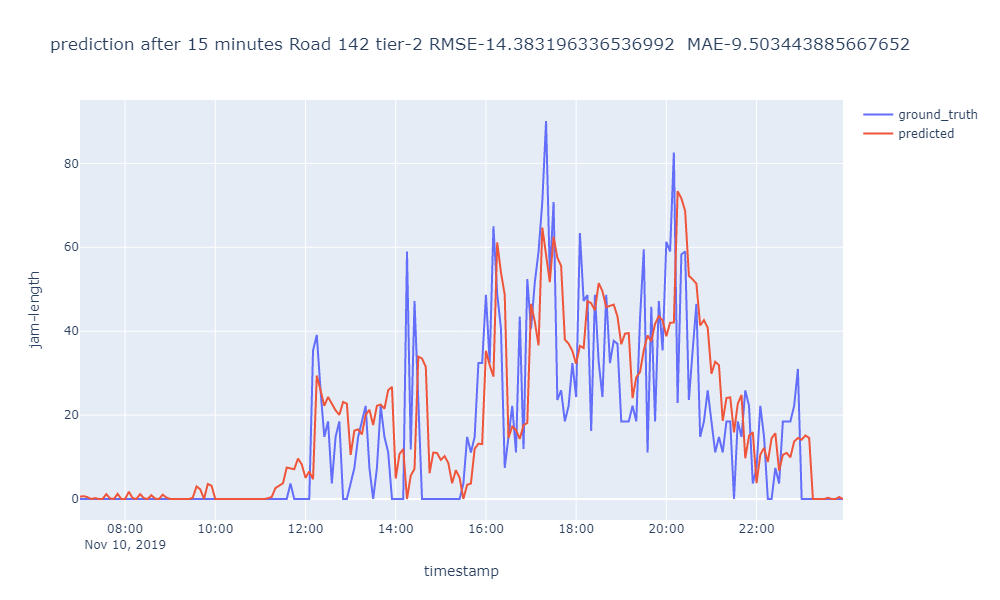 prediction after 15 minutes Road 142 tier-2 RMSE-14.383196336536992 MAE-9.503443885667652
ground_truth
predicted
80
60
40
20
0
jam-length
08:00 10:00 12:00 14:00 16:00 18:00 20:00 22:00
Nov 10, 2019
timestamp